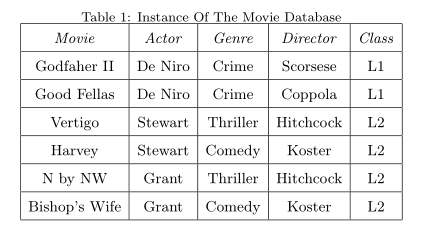 Table 1: Instance Of The Movie Database
Movie Actor Genre Director Class
Godfaher II De Niro Crime Scorsese L1
Good Fellas De Niro Crime Coppola L1
Vertigo Stewart Thriller Hitchcock L2
Harvey Stewart Comedy Koster L2
N by NW Grant Thriller Hitchcock L2
Bishop's Wife Grant Comedy Koster L2